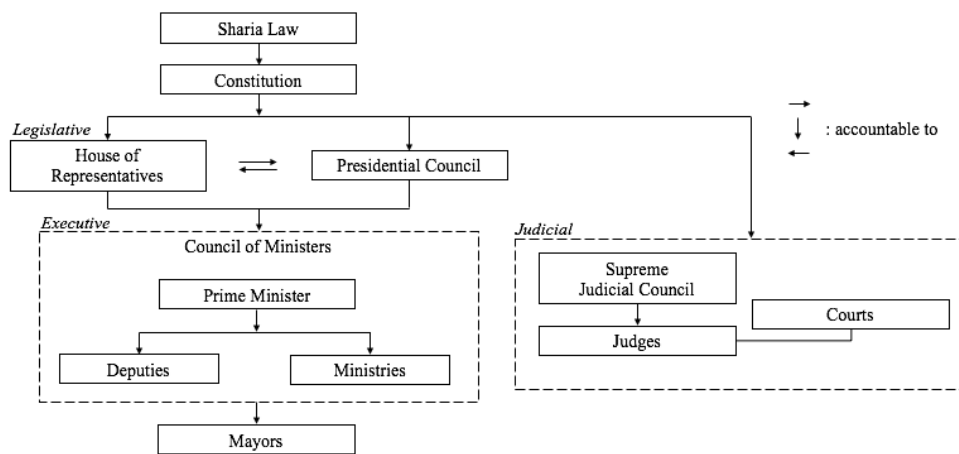 Sharia Law
Constitution
: accountable to
Legislative
House of
Representatives
Presidential Council
Executive
Council of Ministers
Prime Minister
Deputies
Ministries
Mayors
Judicial
Supreme
Judicial Council
Judges
Courts